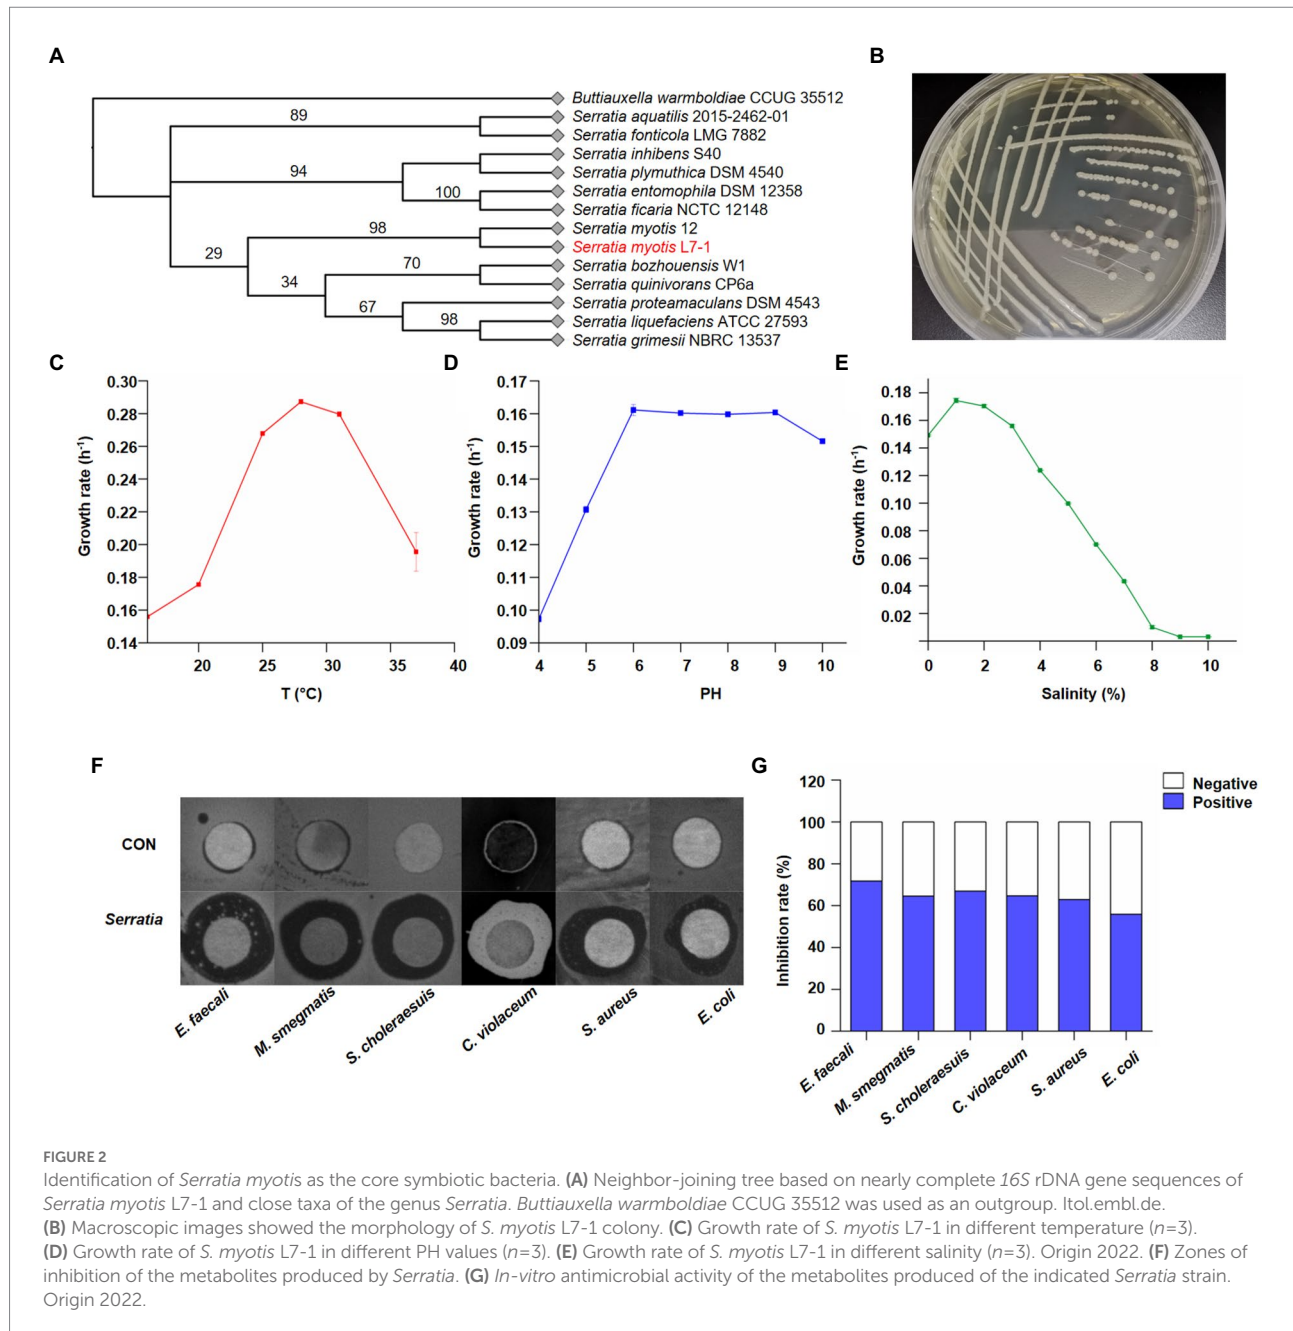 A
B
Buttiauxella warmboldiae CCUG 35512
89
Serratia aquatilis 2015-2462-01
Serratia fonticola LMG 7882
Serratia inhibens S40
94
Serratia plymuthica DSM 4540
100
Serratia entomophila DSM 12358
Serratia ficaria NCTC 12148
98
Serratia myotis 12
Serratia myotis L7-1
29
70
Serratia bozhouensis W1
34
Serratia quinivorans CP6a
67
Serratia proteamaculans DSM 4543
98
Serratia liquefaciens ATCC 27593
Serratia grimesii NBRC 13537
C
0.30
0.28
0.26
0.24
0.22
0.20
0.18
0.16
0.14
Growth rate (h-1)
20 25 30 35 40
T (°C)
D
0.17
0.16
0.15
0.14
0.13
0.12
0.11
0.10
0.09
Growth rate (h-1)
4 5 6 7 8 9 10
PH
E
0.18
0.16
0.14
0.12
0.10
0.08
0.06
0.04
0.02
Growth rate (h-1)
0 2 4 6 8 10
Salinity (%)
F
CON
Serratia
E. faecali
M. smegmatis
S. choleraesuis
C. violaceum
S. aureus
E. coli
G
120
100
80
60
40
20
0
Inhibition rate (%)
Negative
Positive
E. faecali
M. smegmatis
S. choleraesuis
C. violaceum
S. aureus
E. coli
FIGURE 2
Identification of Serratia myotis as the core symbiotic bacteria. (A) Neighbor-joining tree based on nearly complete 16S rDNA gene sequences of
Serratia myotis L7-1 and close taxa of the genus Serratia. Buttiauxella warmboldiae CCUG 35512 was used as an outgroup. Itol.embl.de.
(B) Macroscopic images showed the morphology of S. myotis L7-1 colony. (C) Growth rate of S. myotis L7-1 in different temperature (n=3).
(D) Growth rate of S. myotis L7-1 in different PH values (n=3). (E) Growth rate of S. myotis L7-1 in different salinity (n=3). Origin 2022. (F) Zones of
inhibition of the metabolites produced by Serratia. (G) In-vitro antimicrobial activity of the metabolites produced of the indicated Serratia strain.
Origin 2022.